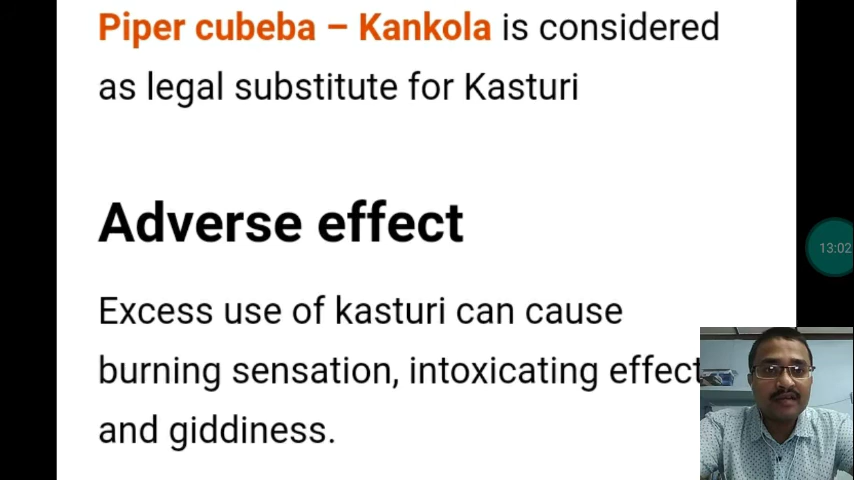 Piper cubeba – Kankola is considered
as legal substitute for Kasturi
Adverse effect
Excess use of kasturi can cause
burning sensation, intoxicating effect
and giddiness.
13:02